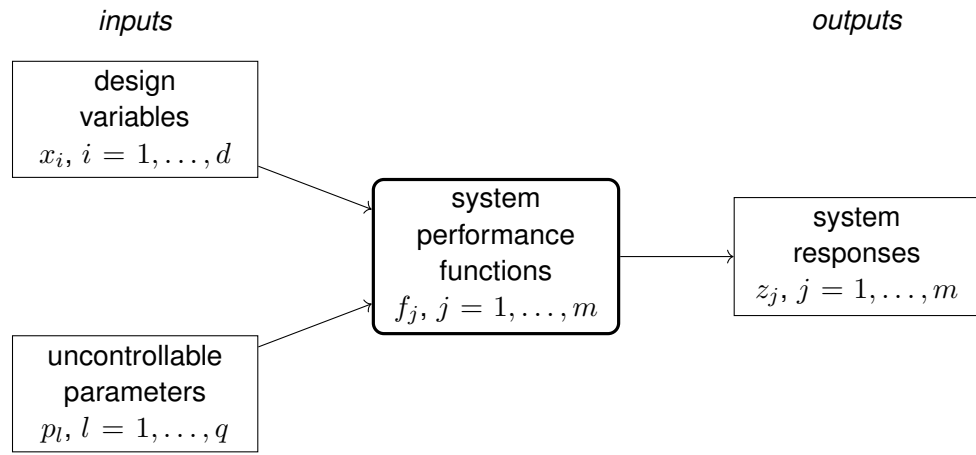 inputs
outputs
design
variables
x_i, i = 1, . . . , d
system
performance
functions
f_j, j = 1, . . . , m
system
responses
z_j, j = 1, . . . , m
uncontrollable
parameters
p_l, l = 1, . . . , q